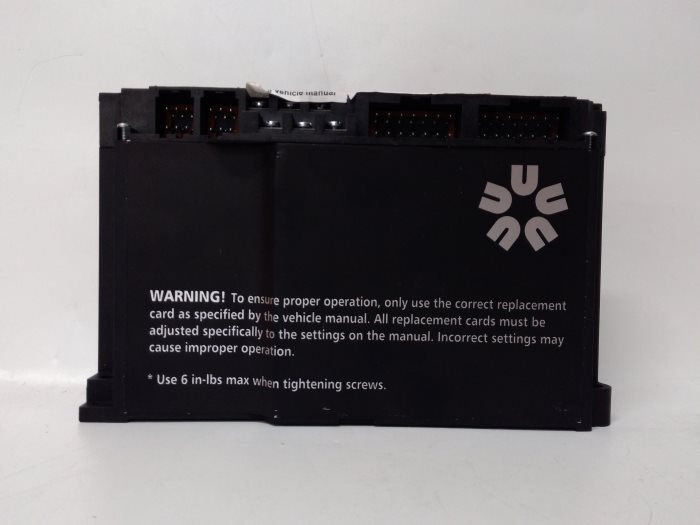 vehicle manual
WARNING! To ensure proper operation, only use the correct replacement
card as specified by the vehicle manual. All replacement cards must be
adjusted specifically to the settings on the manual. Incorrect settings may
cause improper operation.
* Use 6 in-lbs max when tightening screws.